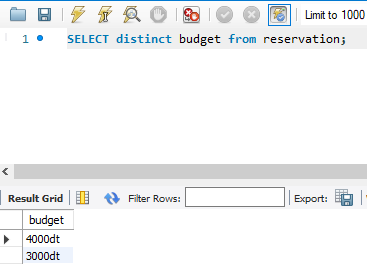 Limit to 1000
1 SELECT distinct budget from reservation;
Result Grid Filter Rows: Export:
budget
4000dt
3000dt